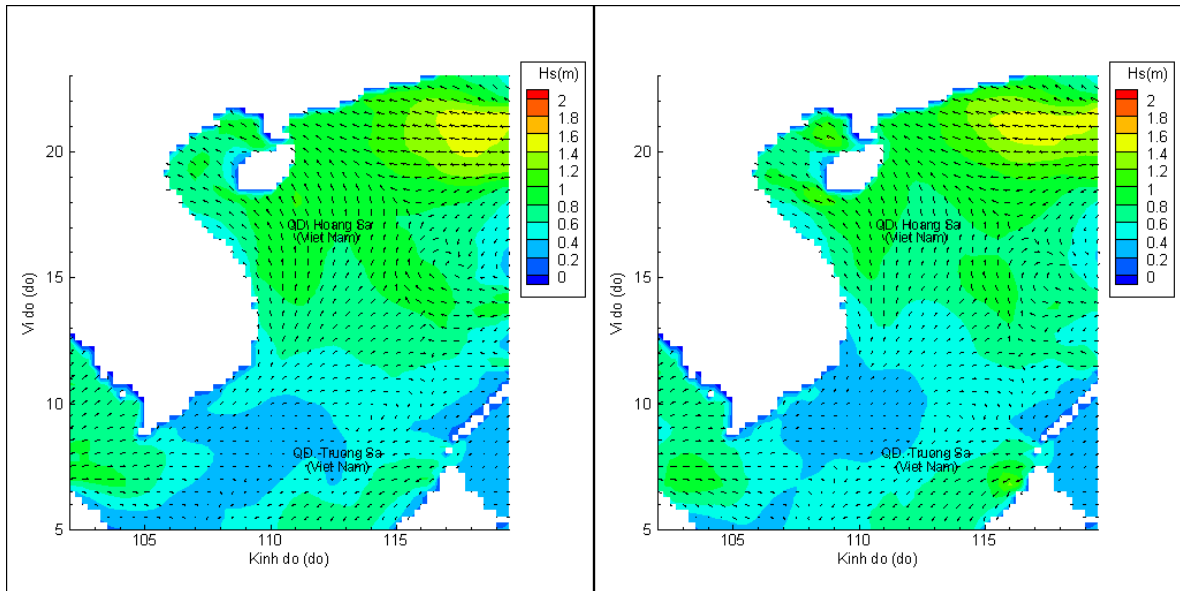 Hs(m)
2
1.8
1.6
1.4
1.2
1
0.8
0.6
0.4
0.2
0
20
15
10
5
Vi do (do)
QD. Hoang Sa
(Viet Nam)
QD. Truong Sa
(Viet Nam)
105
110
115
Kinh do (do)
Hs(m)
2
1.8
1.6
1.4
1.2
1
0.8
0.6
0.4
0.2
0
20
15
10
5
Vi do (do)
QD. Hoang Sa
(Viet Nam)
QD. Truong Sa
(Viet Nam)
105
110
115
Kinh do (do)